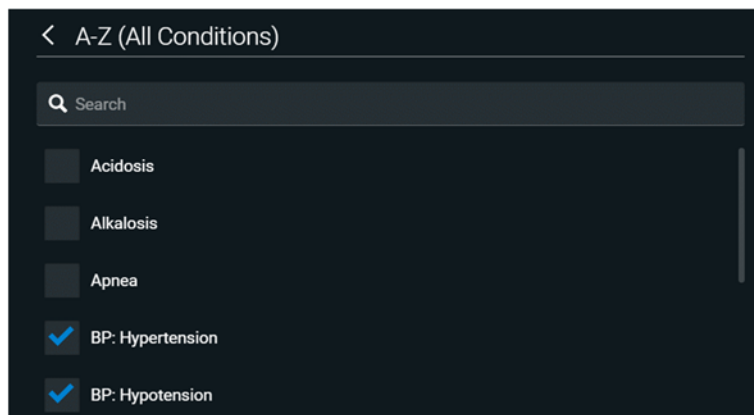 A-Z (All Conditions)
Search
Acidosis
Alkalosis
Apnea
BP: Hypertension
BP: Hypotension